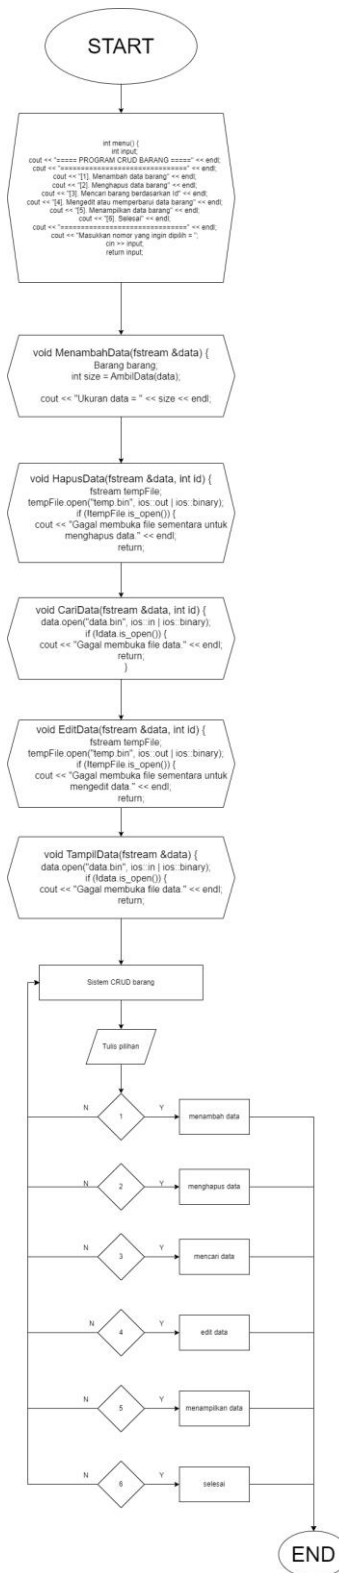 START
int menu() {
int input;
cout << "===== PROGRAM CRUD BARANG =====" << endl;
cout << "==============================" << endl;
cout << "[1]. Menambah data barang" << endl;
cout << "[2]. Menghapus data barang" << endl;
cout << "[3]. Mencari barang berdasarkan id" << endl;
cout << "[4]. Mengedit atau memperbarui data barang" << endl;
cout << "[5]. Menampilkan data barang" << endl;
cout << "[6]. Selesai" << endl;
cout << "==============================" << endl;
cout << "Masukkan nomor yang ingin dipilih = ";
cin >> input;
return input;
void MenambahData(fstream &data) {
Barang barang;
int size = AmbilData(data);
cout << "Ukuran data = " << size << endl;
void HapusData(fstream &data, int id) {
fstream tempFile;
tempFile.open("temp.bin", ios::out | ios::binary);
if (!tempFile.is_open()) {
cout << "Gagal membuka file sementara untuk
menghapus data." << endl;
return;
void CariData(fstream &data, int id) {
data.open("data.bin", ios::in | ios::binary);
if (!data.is_open()) {
cout << "Gagal membuka file data." << endl;
return;
}
void EditData(fstream &data, int id) {
fstream tempFile;
tempFile.open("temp.bin", ios::out | ios::binary);
if (!tempFile.is_open()) {
cout << "Gagal membuka file sementara untuk
mengedit data." << endl;
return;
void TampilData(fstream &data) {
data.open("data.bin", ios::in | ios::binary);
if (!data.is_open()) {
cout << "Gagal membuka file data." << endl;
return;
Sistem CRUD barang
Tulis pilihan
N 1 Y menambah data
N 2 Y menghapus data
N 3 Y mencari data
N 4 Y edit data
N 5 Y menampilkan data
N 6 Y selesai
END